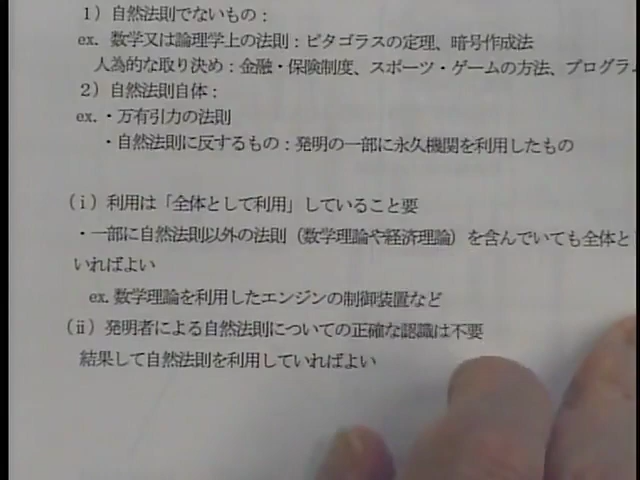 1）自然法則でないもの：
ex. 数学又は論理学上の法則：ピタゴラスの定理、暗号作成法
人為的な取り決め：金融・保険制度、スポーツ・ゲームの方法、プログラ
2）自然法則自体：
ex. ・万有引力の法則
・自然法則に反するもの：発明の一部に永久機関を利用したもの
(ⅰ) 利用は「全体として利用」していること要
・一部に自然法則以外の法則（数学理論や経済理論）を含んでいても全体と
いればよい
ex. 数学理論を利用したエンジンの制御装置など
(ⅱ) 発明者による自然法則についての正確な認識は不要
結果して自然法則を利用していればよい